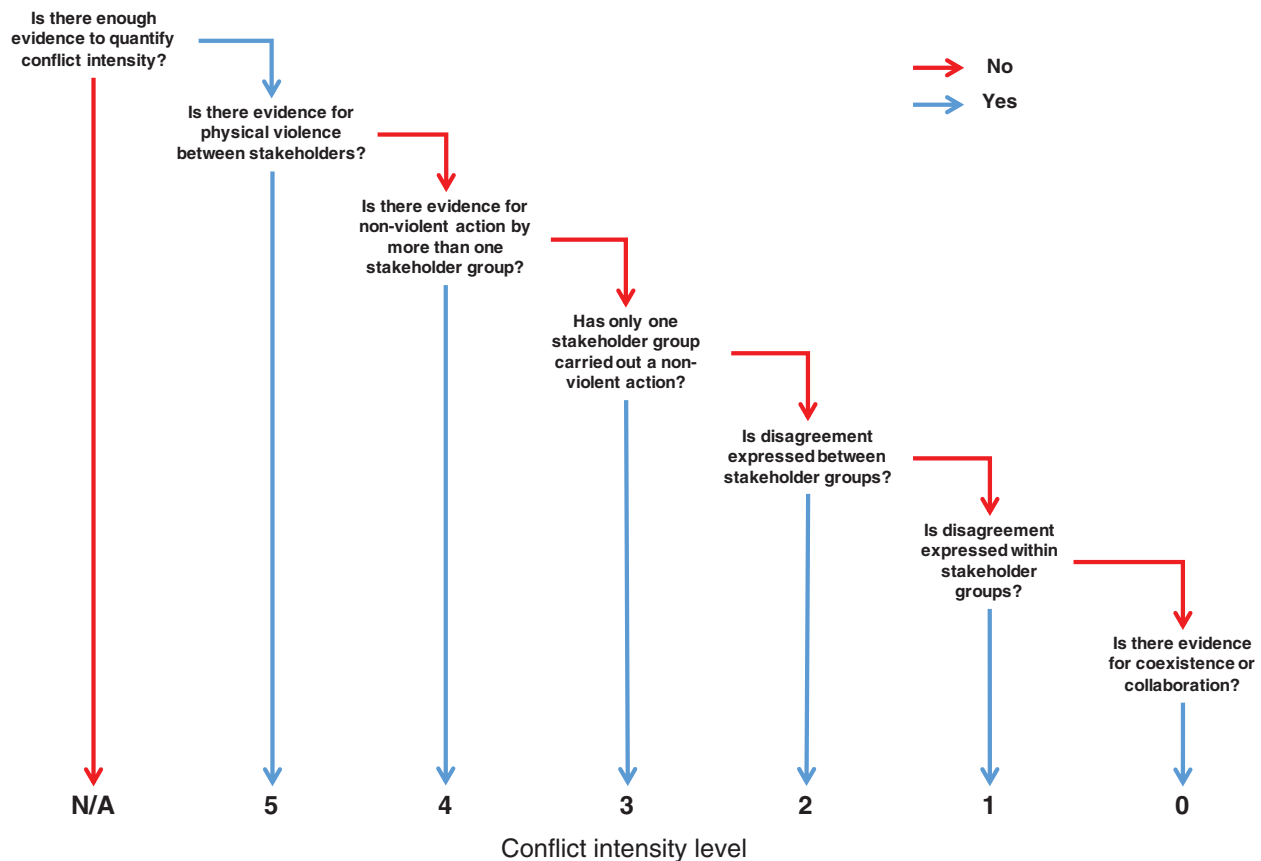 Is there enough
evidence to quantify
conflict intensity?
No
Yes
Is there evidence for
physical violence
between stakeholders?
Is there evidence for
non-violent action by
more than one
stakeholder group?
Has only one
stakeholder group
carried out a non-
violent action?
Is disagreement
expressed between
stakeholder groups?
Is disagreement
expressed within
stakeholder
groups?
Is there evidence
for coexistence or
collaboration?
N/A 5 4 3 2 1 0
Conflict intensity level